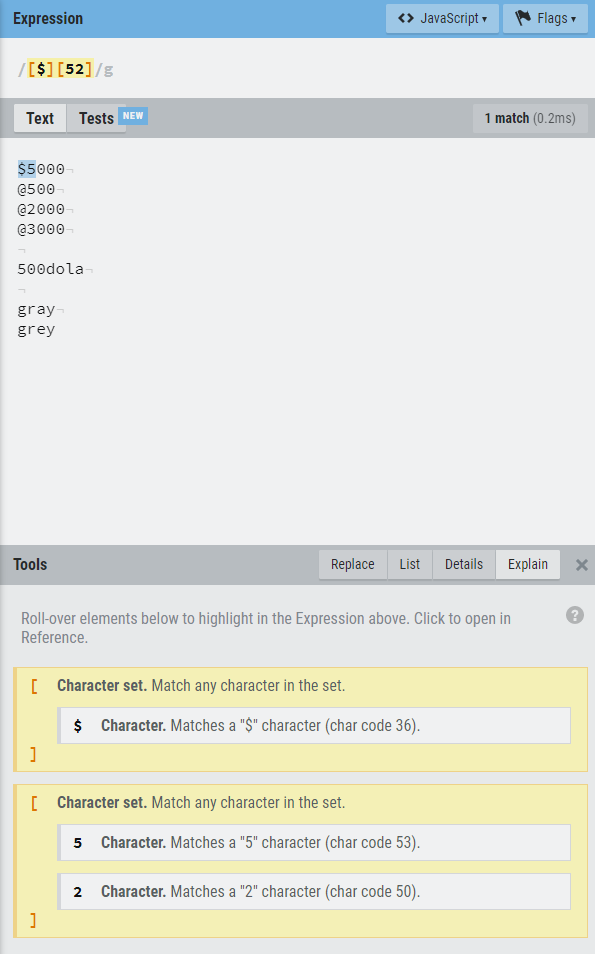 Expression
<> JavaScript ▾
Flags ▾
/[$][52]/g
Text
Tests NEW
1 match (0.2ms)
$5000¬
@500¬
@2000¬
@3000¬
¬
500dola¬
¬
gray¬
grey
Tools
Replace
List
Details
Explain
×
Roll-over elements below to highlight in the Expression above. Click to open in
Reference.
?
[ Character set. Match any character in the set.
$ Character. Matches a "$" character (char code 36).
]
[ Character set. Match any character in the set.
5 Character. Matches a "5" character (char code 53).
2 Character. Matches a "2" character (char code 50).
]